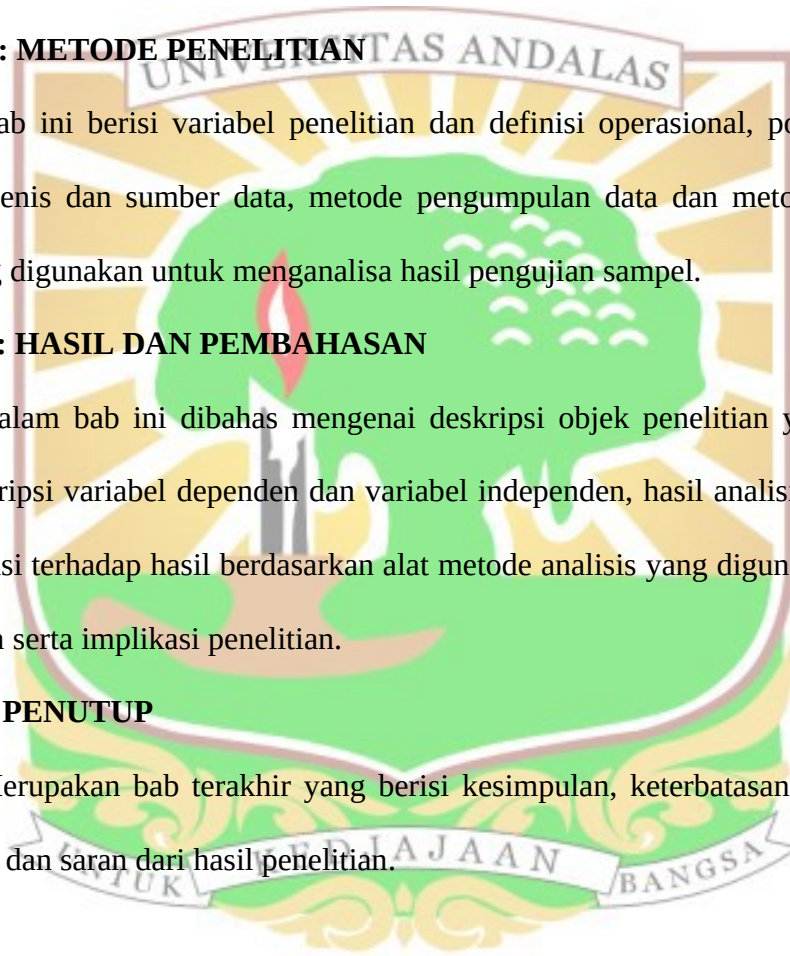 : METODE PENELITIAN
UNIVERSITAS ANDALAS
ab ini berisi variabel penelitian dan definisi operasional, po
enis dan sumber data, metode pengumpulan data dan meto
g digunakan untuk menganalisa hasil pengujian sampel.
: HASIL DAN PEMBAHASAN
alam bab ini dibahas mengenai deskripsi objek penelitian y
ripsi variabel dependen dan variabel independen, hasil analisi
si terhadap hasil berdasarkan alat metode analisis yang digun
serta implikasi penelitian.
PENUTUP
erupakan bab terakhir yang berisi kesimpulan, keterbatasan
dan saran dari hasil penelitian.
UNTUK KEDJAJAAN BANGSA